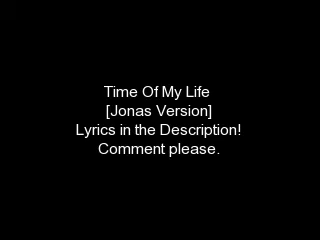 Time Of My Life
[Jonas Version]
Lyrics in the Description!
Comment please.